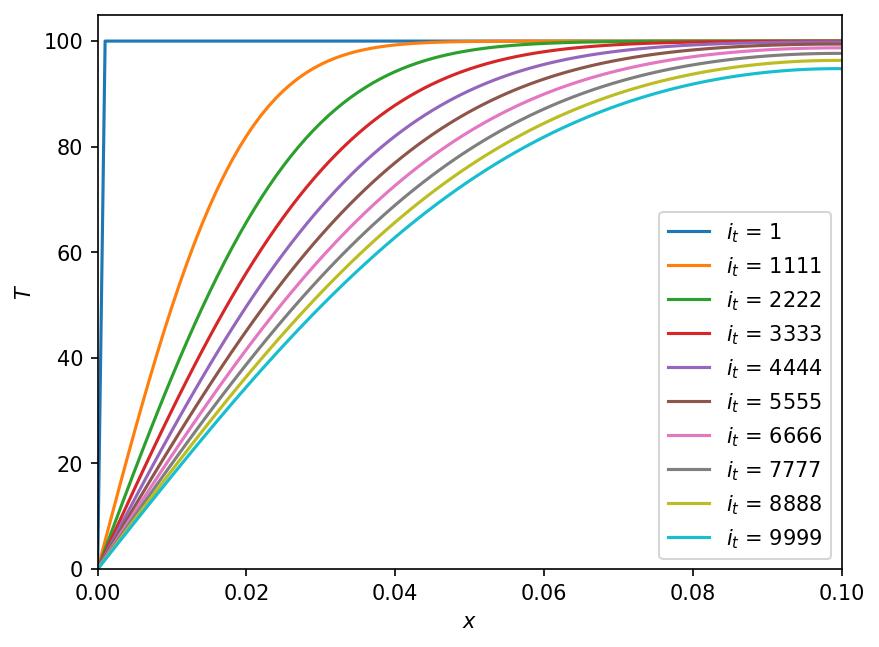 100
80
60
40
20
0
T
0.00 0.02 0.04 0.06 0.08 0.10
x
i_t = 1
i_t = 1111
i_t = 2222
i_t = 3333
i_t = 4444
i_t = 5555
i_t = 6666
i_t = 7777
i_t = 8888
i_t = 9999